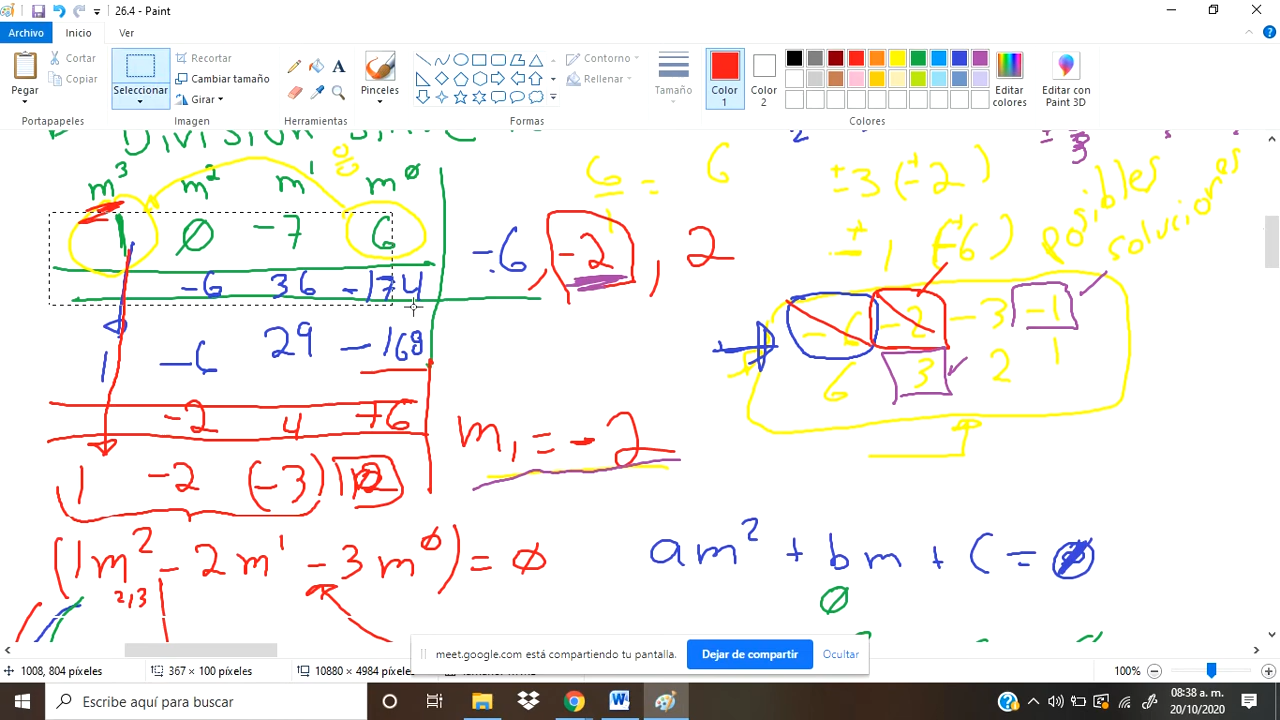 26.4 - Paint
Archivo Inicio Ver
Pegar
Cortar
Copiar
Portapapeles
Seleccionar
Recortar
Cambiar tamaño
Girar
Imagen
A
Herramientas
Pinceles
Contorno
Rellenar
Formas
Tamaño
Color 1
Color 2
Editar colores
Editar con Paint 3D
Colores
m³ m² m¹ m⁰
1 0 -7 6
-6 36 -174
1 -6 29 -168
-2 4 +6
1 -2 (-3)
6/1 = 6
-6, -2, 2
m₁ = -2
± 3 (± 2)
± 1 (± 6)
posibles
soluciones
-6 -2 -3 -1
6 3 2 1
(1m² - 2m¹ - 3m⁰) = 0
2,3
am² + bm + c = 0
0
meet.google.com está compartiendo tu pantalla.
Dejar de compartir
Ocultar
1008, 804 píxeles
367 × 100 píxeles
10880 × 4984 píxeles
100%
Escribe aquí para buscar
08:38 a. m.
20/10/2020